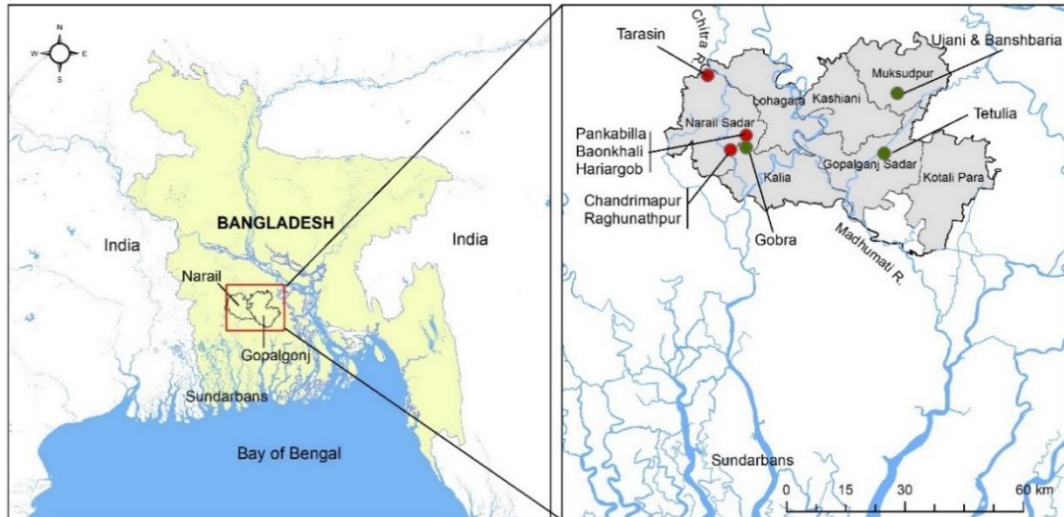 N
W
E
S
India
BANGLADESH
India
Narail
Gopalgonj
Sundarbans
Bay of Bengal
Chitra R.
Tarasin
Ujani & Banshbaria
Muksudpur
Lohagara
Kashiani
Narail Sadar
Tetulia
Pankabilla
Baonkhali
Hariargob
Gopalganj Sadar
Kalia
Kotali Para
Chandrimapur
Raghunathpur
Gobra
Madhumati R.
Sundarbans
0
30
60 km